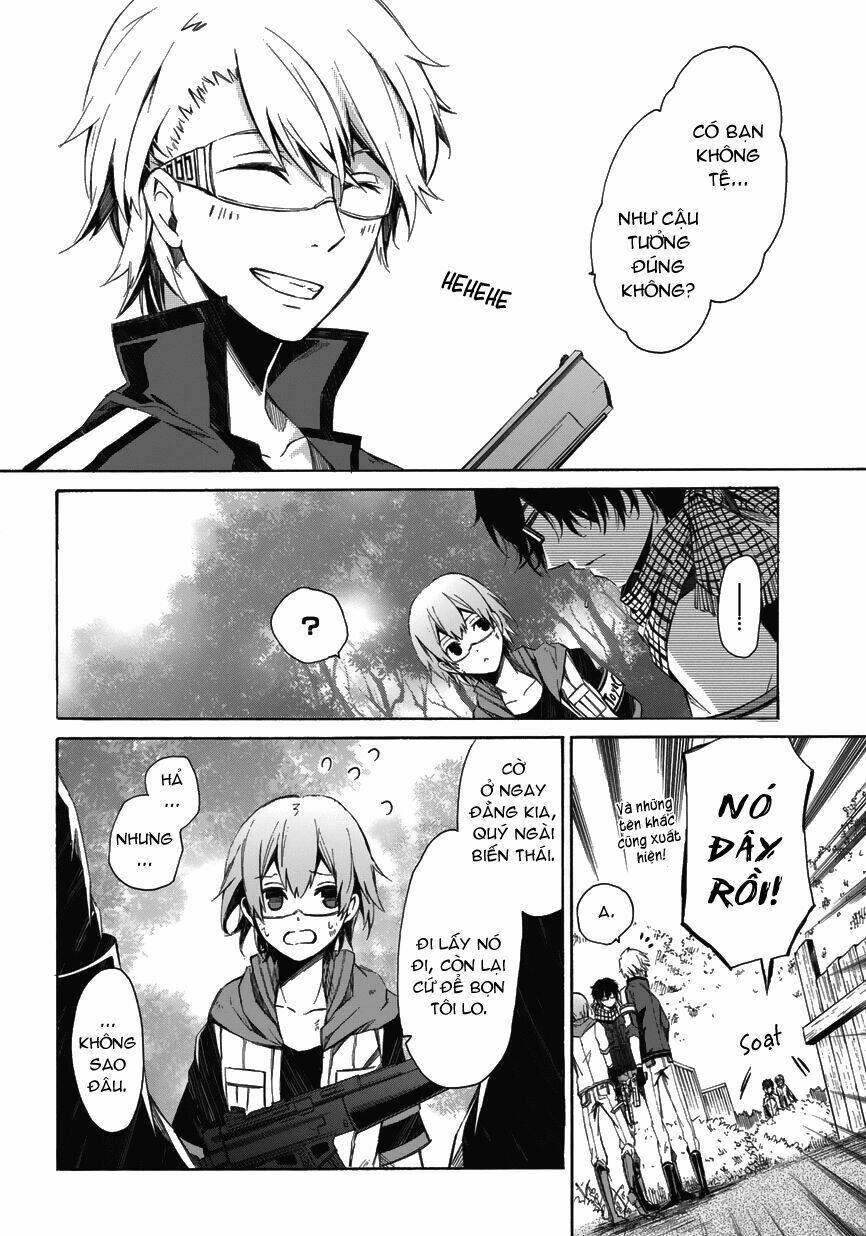 CÓ BẠN
KHÔNG
TỆ...
NHƯ CẬU
TƯỞNG
ĐÚNG
KHÔNG?
HEHEHE
?
...
NÓ
ĐÂY
RỒI!
Và những
tên khác
cũng xuất
hiện!
A.
Soạt
CỜ
Ở NGAY
ĐẰNG KIA,
QUÝ NGÀI
BIẾN THÁI.
ĐI LẤY NÓ
ĐI, CÒN LẠI
CỨ ĐỂ BỌN
TÔI LO.
HẢ
...
NHƯNG
...
...
KHÔNG
SAO
ĐÂU.